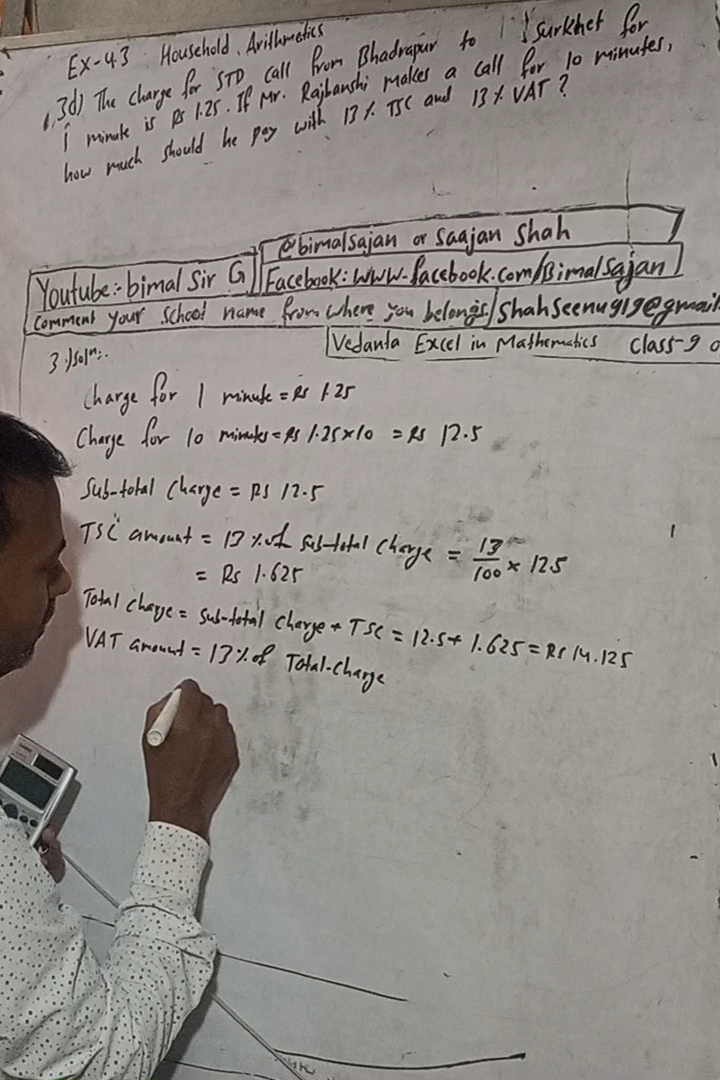 Ex-4.3 Household Arithmetics
3d) The charge for STD call from Bhadrapur to Surkhet for
1 minute is Rs 1.25. If Mr. Rajbanshi makes a call for 10 minutes,
how much should he pay with 13% TSC and 13% VAT?
@bimalsajan or Saajan Shah
Youtube:- bimal Sir G
Facebook: www.facebook.com/Bimalsajan
Comment your school name from where you belongs/shahseenu919@gmail
Vedanta Excel in Mathematics Class-9
3.)Solⁿ:-
Charge for 1 minute = Rs 1.25
Charge for 10 minutes = Rs 1.25×10 = Rs 12.5
Sub-total Charge = Rs 12.5
TSC amount = 13% of Sub-total Charge = 13/100 × 12.5
= Rs 1.625
Total Charge = Sub-total Charge + TSC = 12.5+ 1.625 = Rs 14.125
VAT amount = 13% of Total-Charge